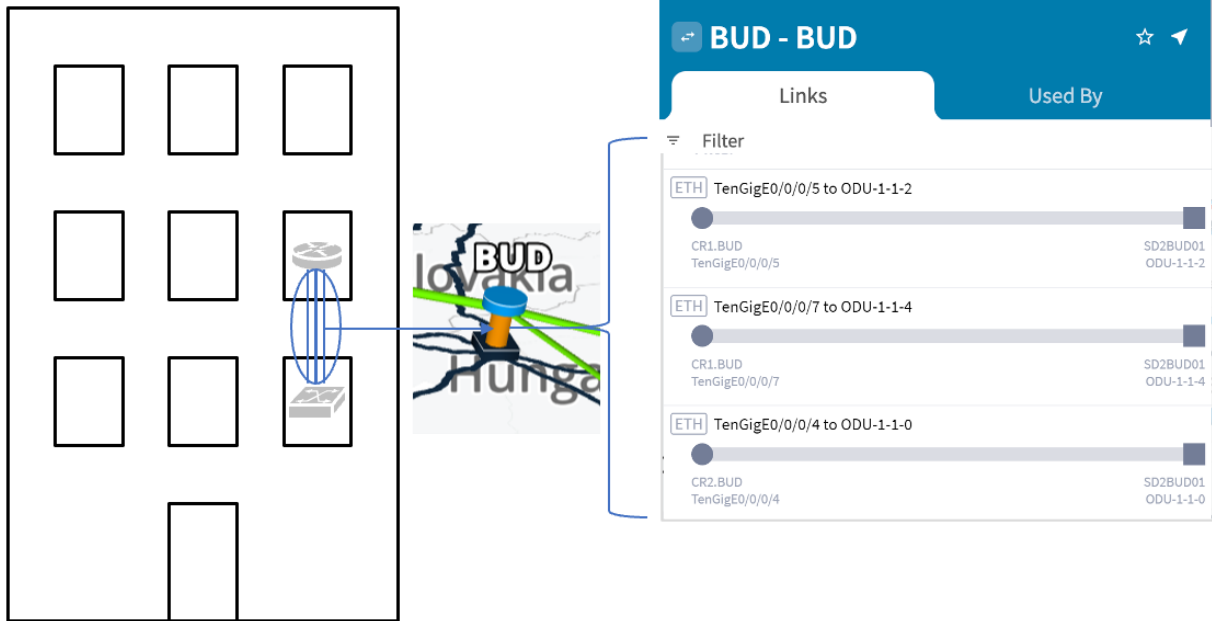 BUD - BUD
Links
Used By
Filter
ETH TenGigE0/0/0/5 to ODU-1-1-2
CR1.BUD
SD2BUD01
TenGigE0/0/0/5
ODU-1-1-2
ETH TenGigE0/0/0/7 to ODU-1-1-4
CR1.BUD
SD2BUD01
TenGigE0/0/0/7
ODU-1-1-4
ETH TenGigE0/0/0/4 to ODU-1-1-0
CR2.BUD
SD2BUD01
TenGigE0/0/0/4
ODU-1-1-0
BUD
lovakia
Hunga